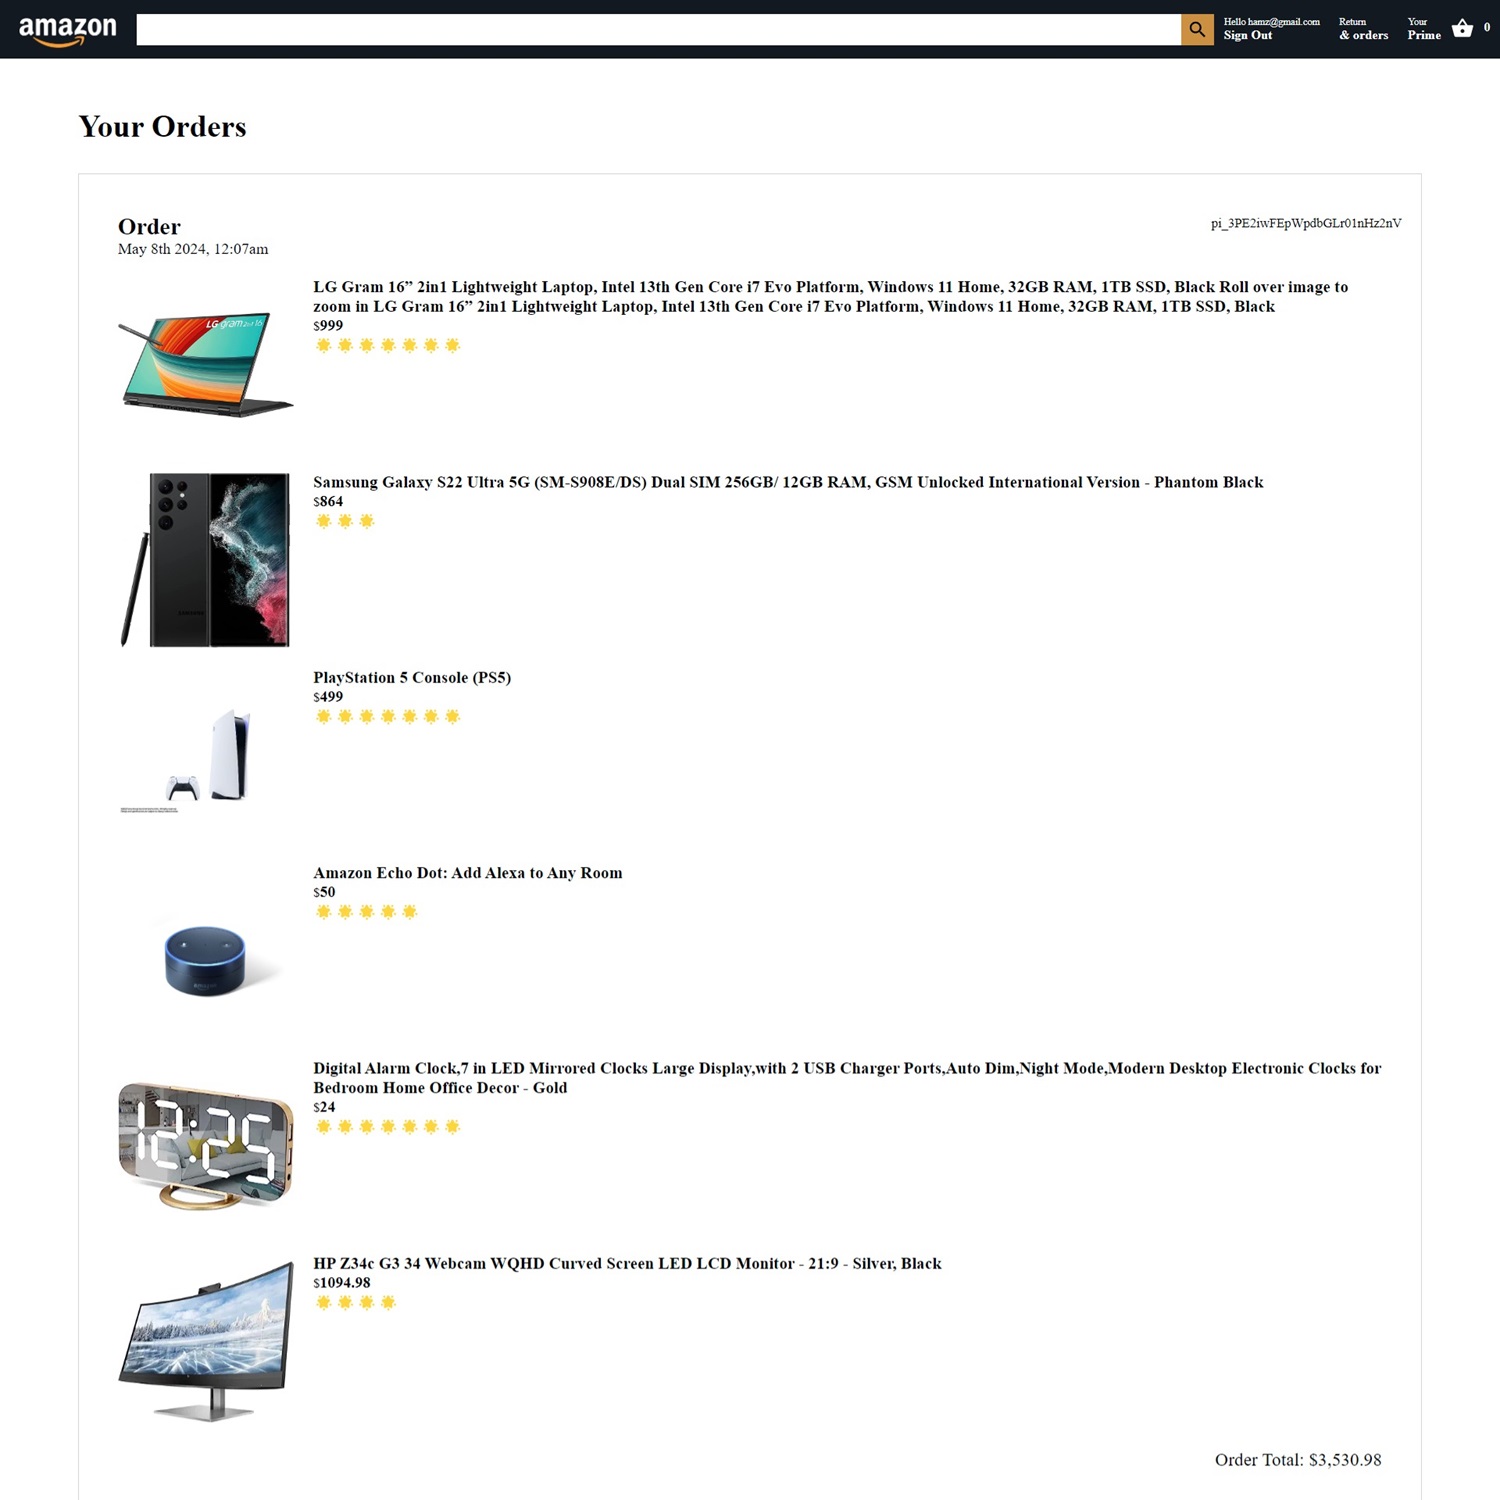 amazon
Hello hamz@gmail.com
Sign Out
Return
& orders
Your
Prime
0
Your Orders
Order
pi_3PE2iwFEpWpdbGLr01nHz2nV
May 8th 2024, 12:07am
LG Gram 16” 2in1 Lightweight Laptop, Intel 13th Gen Core i7 Evo Platform, Windows 11 Home, 32GB RAM, 1TB SSD, Black Roll over image to
zoom in LG Gram 16” 2in1 Lightweight Laptop, Intel 13th Gen Core i7 Evo Platform, Windows 11 Home, 32GB RAM, 1TB SSD, Black
$999
LG gram 2in1 16
Samsung Galaxy S22 Ultra 5G (SM-S908E/DS) Dual SIM 256GB/ 12GB RAM, GSM Unlocked International Version - Phantom Black
$864
SAMSUNG
PlayStation 5 Console (PS5)
$499
Amazon Echo Dot: Add Alexa to Any Room
$50
amazon
Digital Alarm Clock,7 in LED Mirrored Clocks Large Display,with 2 USB Charger Ports,Auto Dim,Night Mode,Modern Desktop Electronic Clocks for
Bedroom Home Office Decor - Gold
$24
12:25
HP Z34c G3 34 Webcam WQHD Curved Screen LED LCD Monitor - 21:9 - Silver, Black
$1094.98
Order Total: $3,530.98